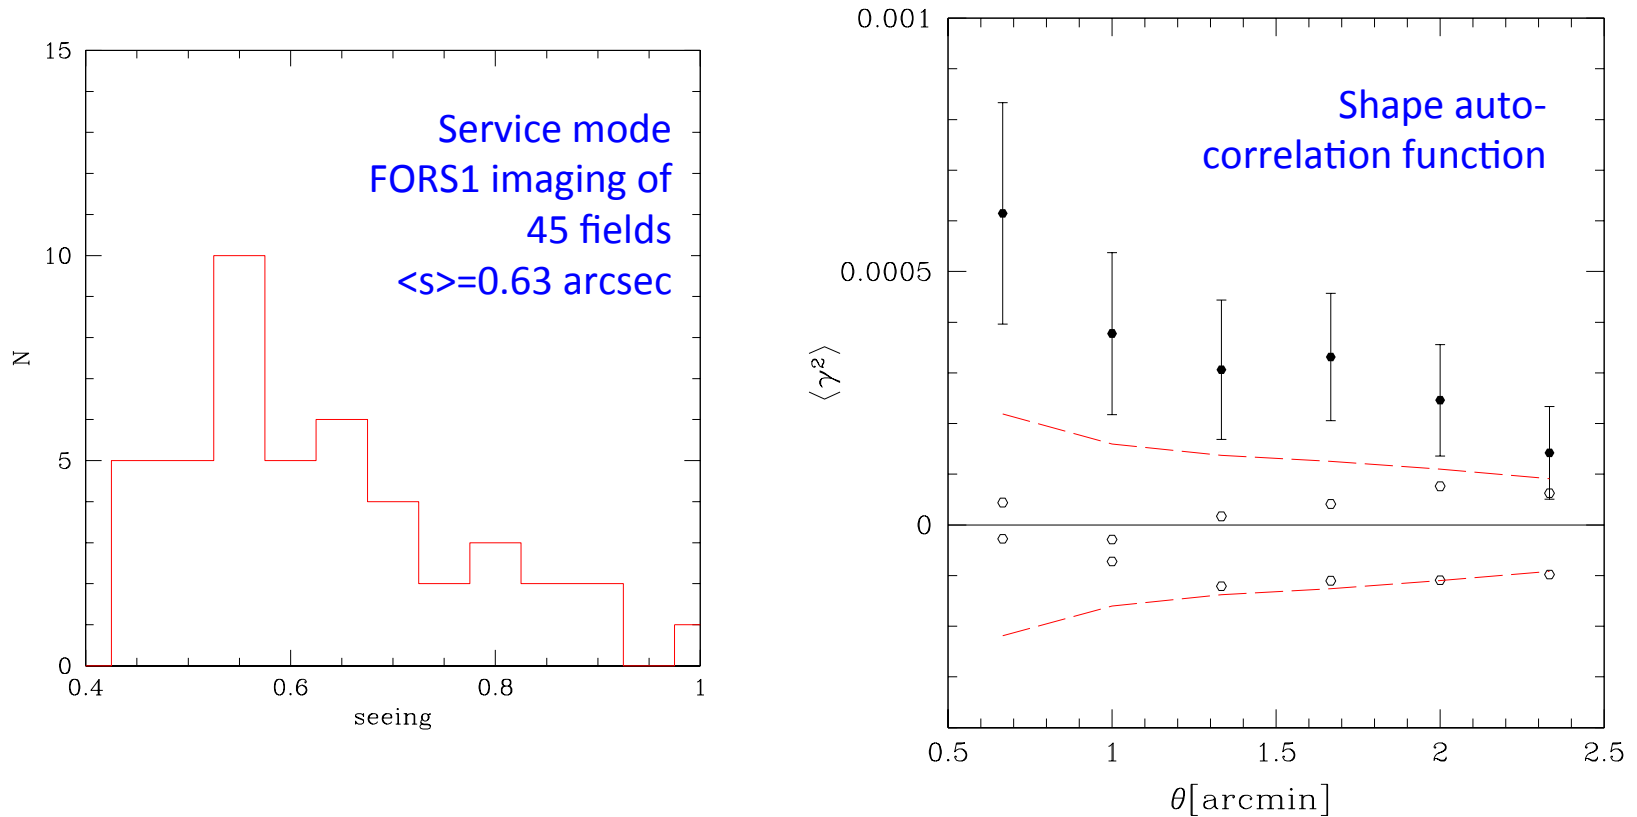 15
10
5
0
N
0.4
0.6
0.8
1
seeing
Service mode
FORS1 imaging of
45 fields
<s>=0.63 arcsec
0.001
0.0005
0
⟨γ²⟩
0.5
1
1.5
2
2.5
θ[arcmin]
Shape auto-
correlation function